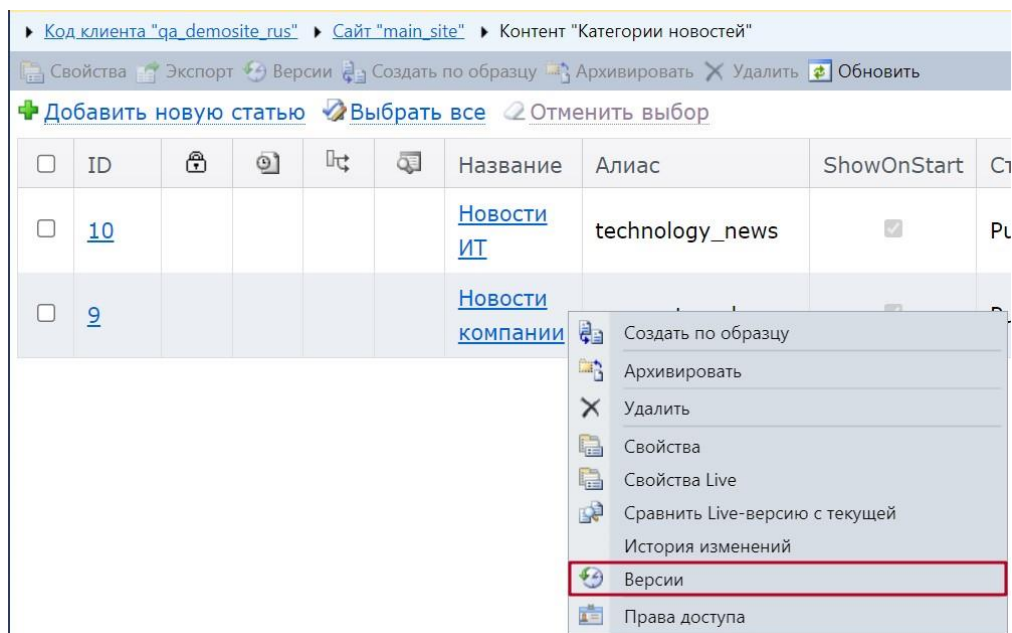 Код клиента "qa_demosite_rus" Сайт "main_site" Контент "Категории новостей"
Свойства Экспорт Версии Создать по образцу Архивировать Удалить Обновить
Добавить новую статью Выбрать все Отменить выбор
ID Название Алиас ShowOnStart
10 Новости ИТ technology_news
9 Новости компании
Создать по образцу
Архивировать
Удалить
Свойства
Свойства Live
Сравнить Live-версию с текущей
История изменений
Версии
Права доступа